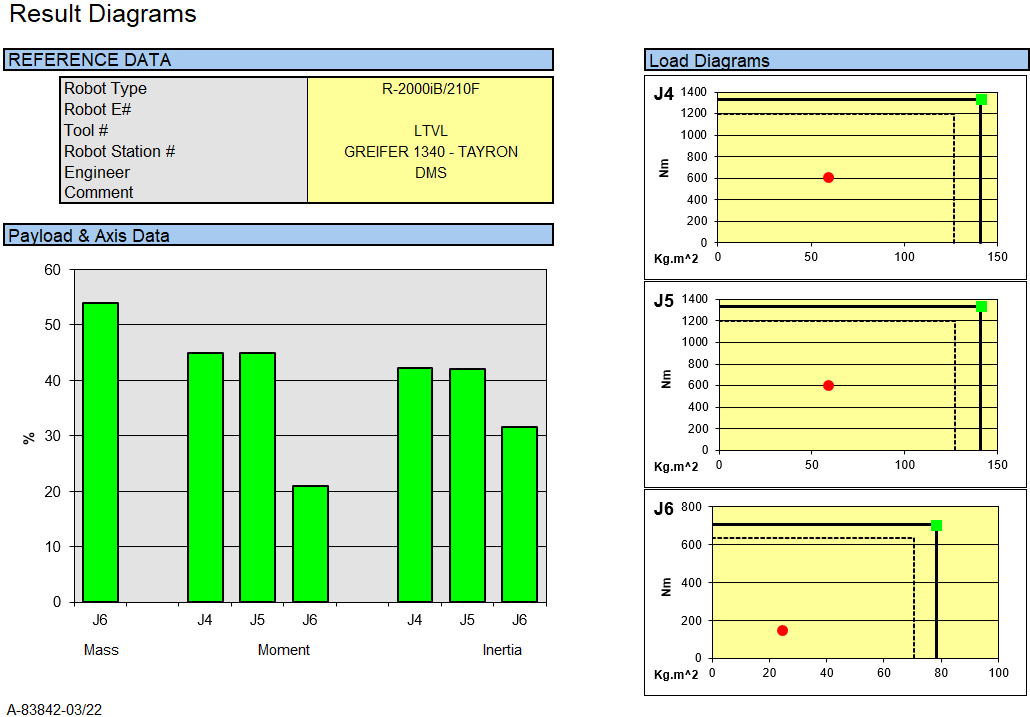 Result Diagrams
REFERENCE DATA
Robot Type R-2000iB/210F
Robot E#
Tool # LTVL
Robot Station # GREIFER 1340 - TAYRON
Engineer DMS
Comment
Payload & Axis Data
60
50
40
30
20
10
0
%
J6 J4 J5 J6 J4 J5 J6
Mass Moment Inertia
Load Diagrams
J4
1400
1200
1000
800
600
400
200
0
Nm
Kg.m^2 0 50 100 150
J5
1400
1200
1000
800
600
400
200
0
Nm
Kg.m^2 0 50 100 150
J6
800
600
400
200
0
Nm
Kg.m^2 0 20 40 60 80 100
A-83842-03/22